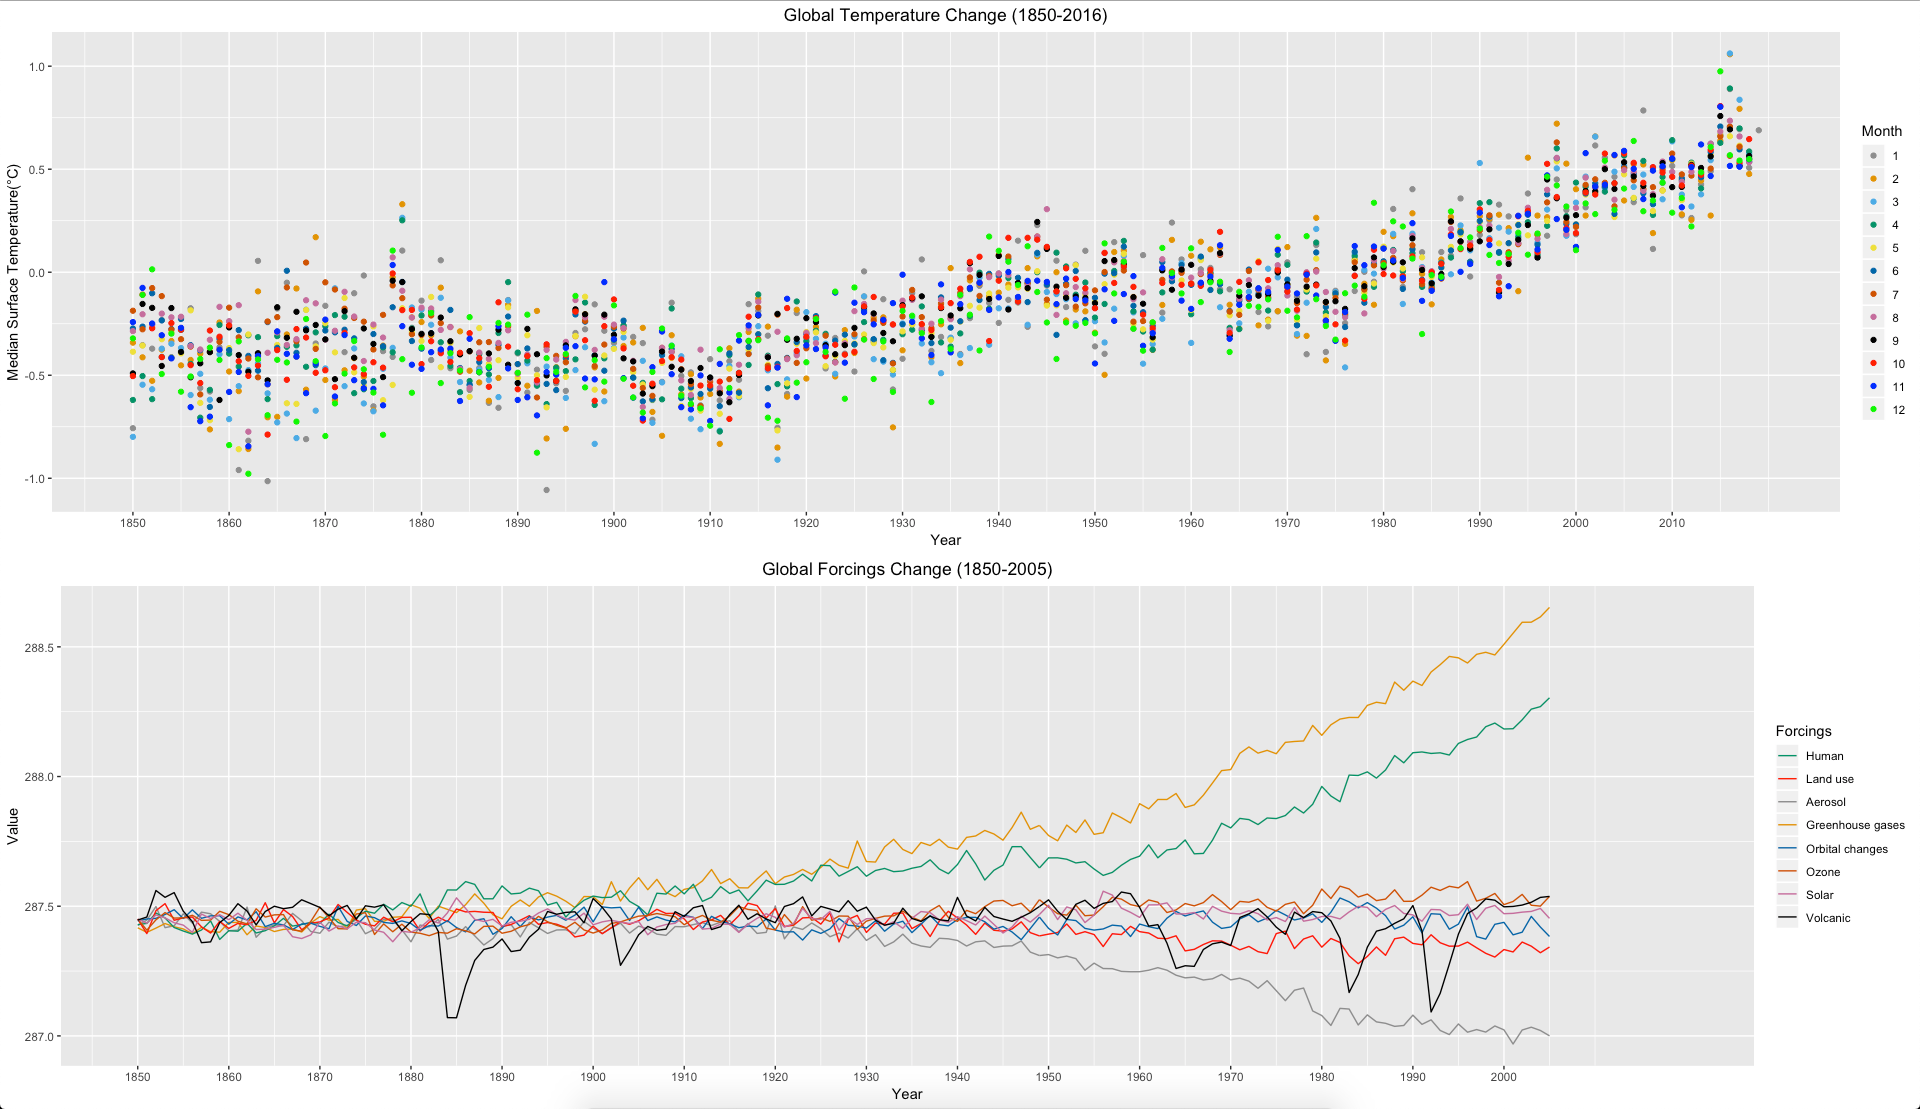 Global Temperature Change (1850-2016)
Median Surface Temperature(°C)
1.0
0.5
0.0
-0.5
-1.0
1850 1860 1870 1880 1890 1900 1910 1920 1930 1940 1950 1960 1970 1980 1990 2000 2010
Year
Month
1
2
3
4
5
6
7
8
9
10
11
12
Global Forcings Change (1850-2005)
Value
288.5
288.0
287.5
287.0
1850 1860 1870 1880 1890 1900 1910 1920 1930 1940 1950 1960 1970 1980 1990 2000
Year
Forcings
Human
Land use
Aerosol
Greenhouse gases
Orbital changes
Ozone
Solar
Volcanic